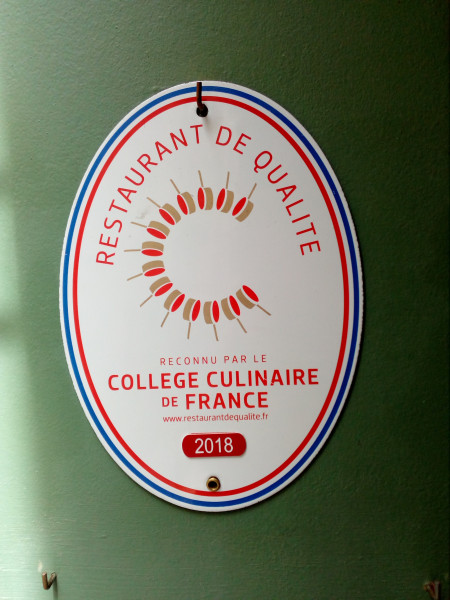 RESTAURANT DE QUALITE
RECONNU PAR LE
COLLEGE CULINAIRE
DE FRANCE
www.restaurantdequalite.fr
2018